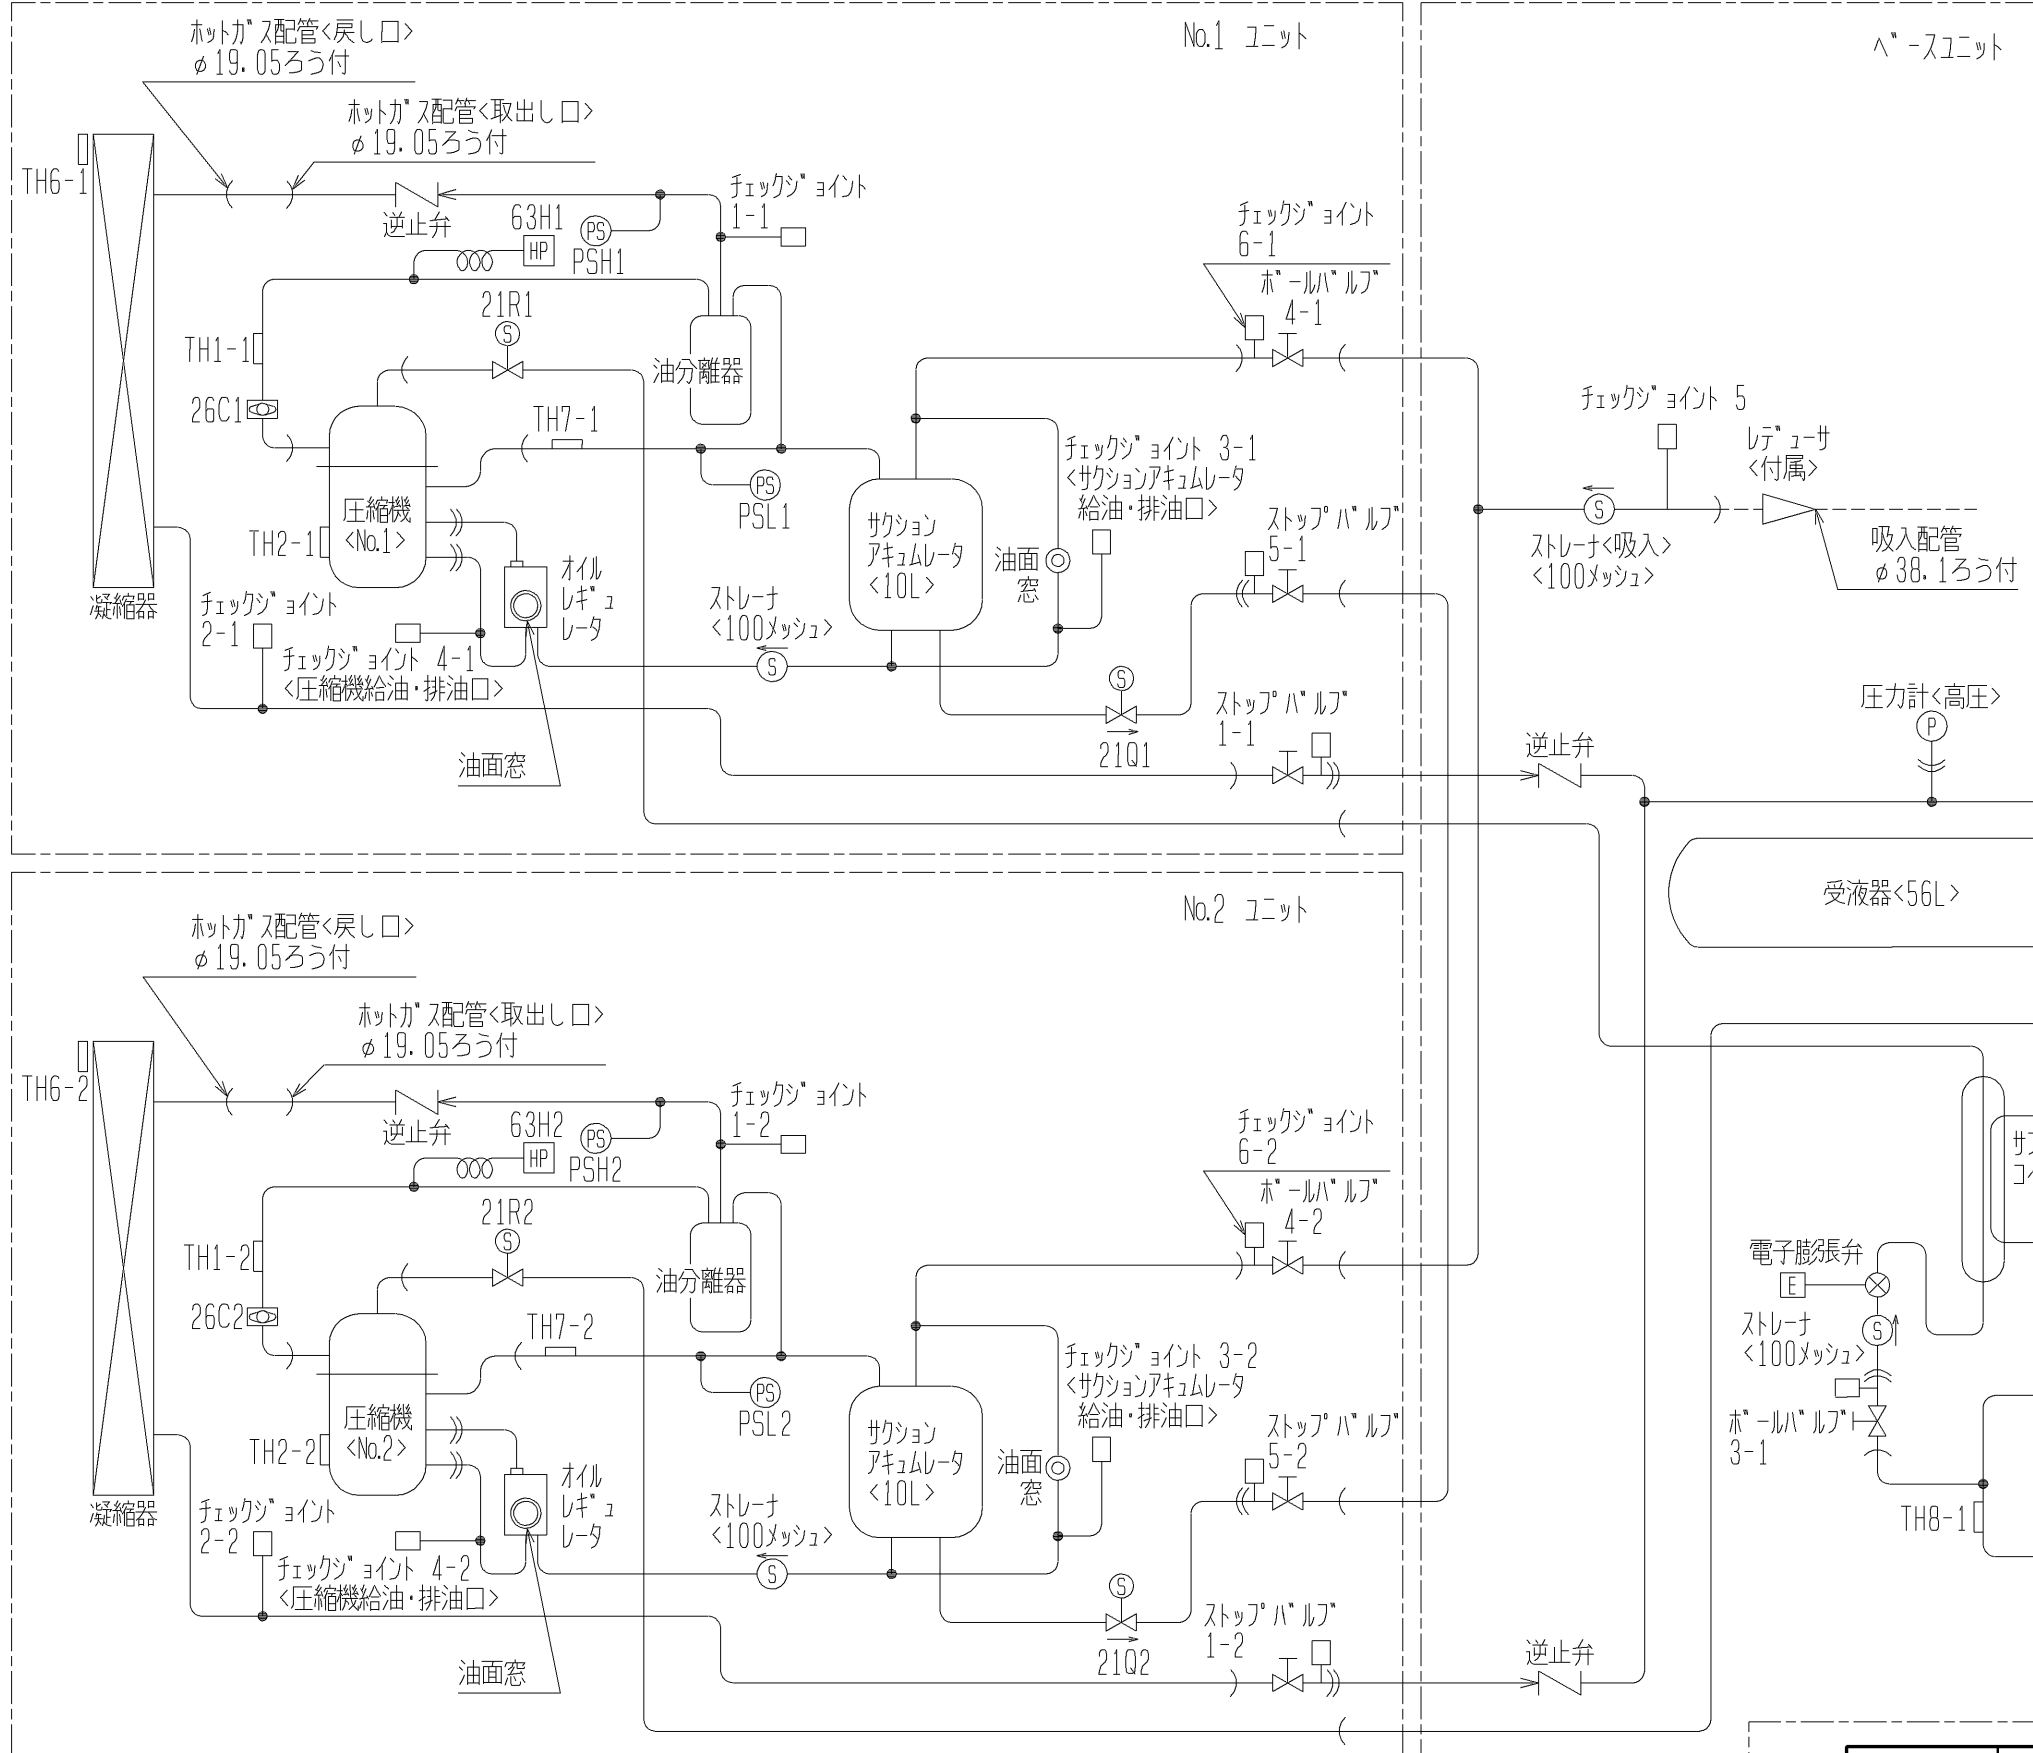 No.1 ユニット
ベースユニット
ホットガス配管<戻し口>
φ19.05ろう付
ホットガス配管<取出し口>
φ19.05ろう付
TH6-1
逆止弁
63H1
HP
PS
PSH1
チェックジョイント
1-1
チェックジョイント
6-1
ボールバルブ
4-1
21R1
S
TH1-1
油分離器
26C1
TH7-1
チェックジョイント 5
レデューサ
<付属>
チェックジョイント 3-1
<サクションアキュムレータ
給油・排油口>
PS
PSL1
圧縮機
<No.1>
TH2-1
サクション
アキュムレータ
<10L>
油面
窓
ストップバルブ
5-1
S
ストレーナ<吸入>
<100メッシュ>
吸入配管
φ38.1ろう付
オイル
レギュ
レータ
凝縮器
チェックジョイント
2-1
ストレーナ
<100メッシュ>
S
チェックジョイント 4-1
<圧縮機給油・排油口>
S
21Q1
ストップバルブ
1-1
油面窓
逆止弁
圧力計<高圧>
P
受液器<56L>
No.2 ユニット
ホットガス配管<戻し口>
φ19.05ろう付
ホットガス配管<取出し口>
φ19.05ろう付
TH6-2
逆止弁
63H2
HP
PS
PSH2
チェックジョイント
1-2
チェックジョイント
6-2
ボールバルブ
4-2
21R2
S
TH1-2
油分離器
26C2
TH7-2
チェックジョイント 3-2
<サクションアキュムレータ
給油・排油口>
PS
PSL2
圧縮機
<No.2>
TH2-2
サクション
アキュムレータ
<10L>
油面
窓
ストップバルブ
5-2
オイル
レギュ
レータ
凝縮器
チェックジョイント
2-2
ストレーナ
<100メッシュ>
S
チェックジョイント 4-2
<圧縮機給油・排油口>
S
21Q2
ストップバルブ
1-2
油面窓
逆止弁
電子膨張弁
E
ストレーナ
<100メッシュ>
S
ボールバルブ
3-1
TH8-1